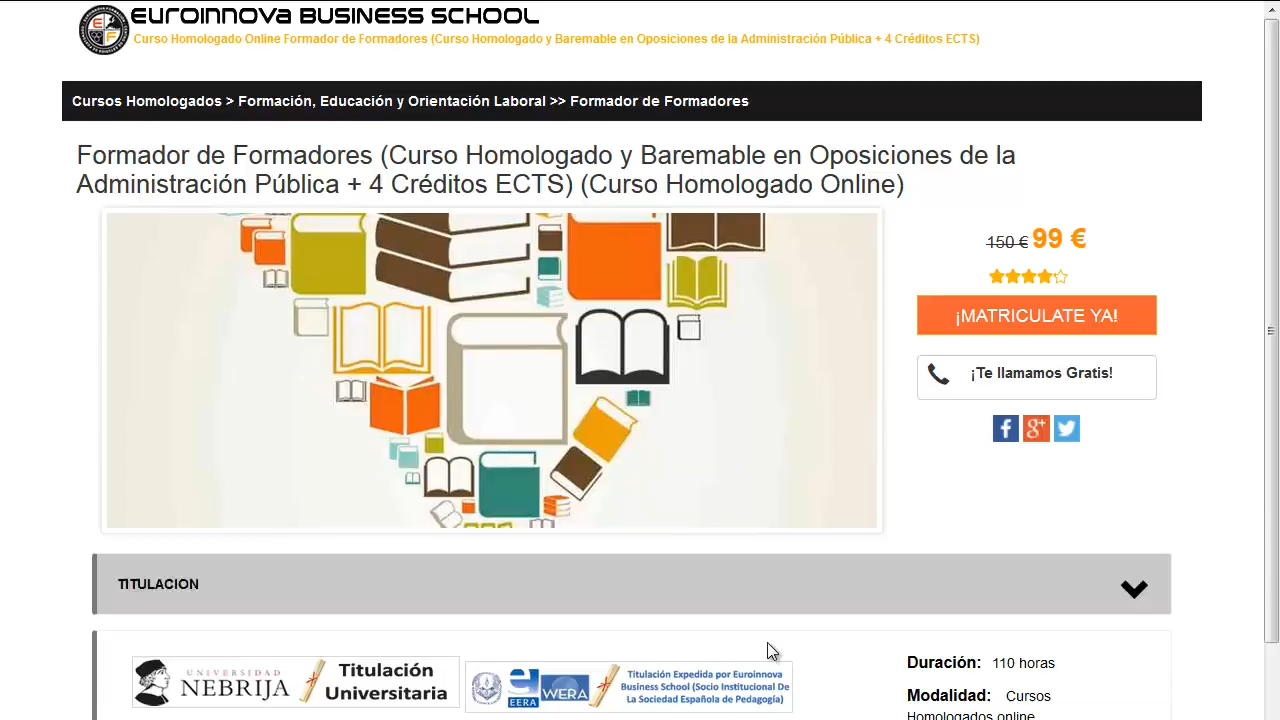 EUROINNOVA BUSINESS SCHOOL
Curso Homologado Online Formador de Formadores (Curso Homologado y Baremable en Oposiciones de la Administración Pública + 4 Créditos ECTS)
Cursos Homologados > Formación, Educación y Orientación Laboral >> Formador de Formadores
Formador de Formadores (Curso Homologado y Baremable en Oposiciones de la
Administración Pública + 4 Créditos ECTS) (Curso Homologado Online)
150 € 99 €
¡MATRICULATE YA!
¡Te llamamos Gratis!
TITULACION
UNIVERSIDAD
NEBRIJA
Titulación
Universitaria
EERA
WERA
Titulación Expedida por Euroinnova
Business School (Socio Institucional De
La Sociedad Española de Pedagogía)
Duración: 110 horas
Modalidad: Cursos
Homologados online